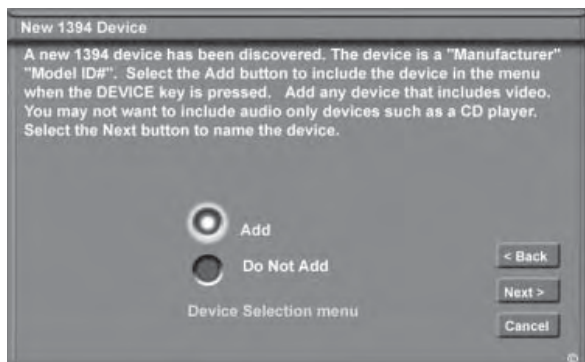 New 1394 Device
A new 1394 device has been discovered. The device is a "Manufacturer"
"Model ID#". Select the Add button to include the device in the menu
when the DEVICE key is pressed. Add any device that includes video.
You may not want to include audio only devices such as a CD player.
Select the Next button to name the device.
Add
Do Not Add
Device Selection menu
< Back
Next >
Cancel